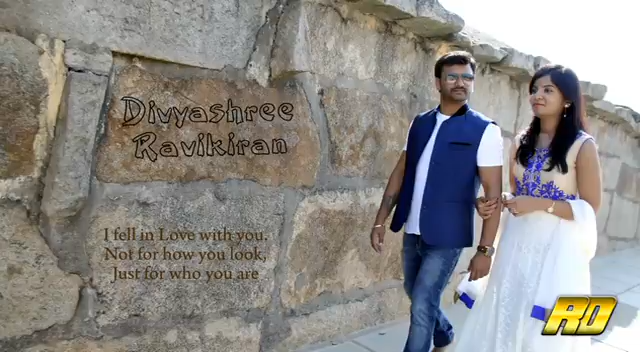 Divyashree
Ravikiran
I fell in Love with you.
Not for how you look,
Just for who you are
RD